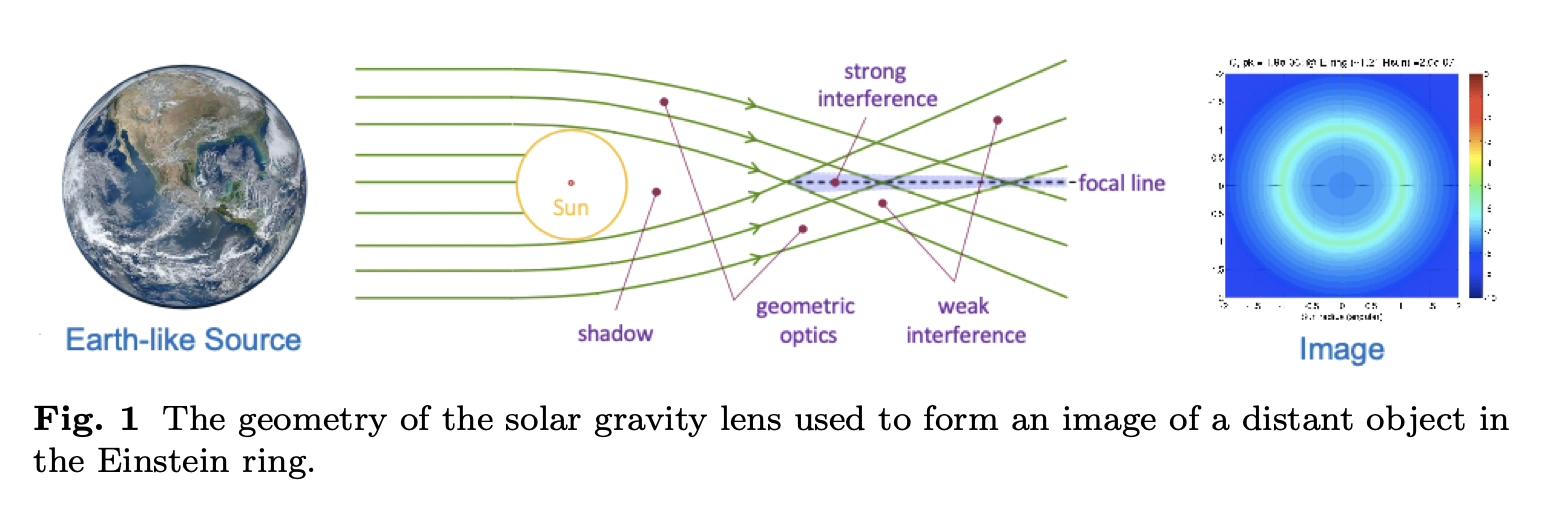 strong
interference
Sun
focal line
shadow
geometric
optics
weak
interference
Earth-like Source
Image
Fig. 1 The geometry of the solar gravity lens used to form an image of a distant object in
the Einstein ring.